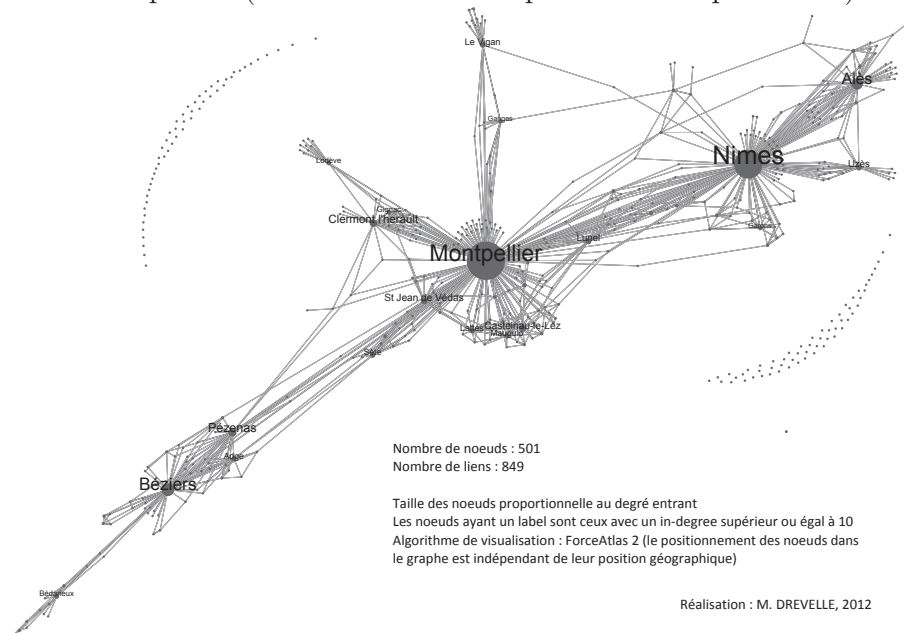 Le Vigan
Alès
Ganges
Nimes
Lodève
Uzès
Gignac
Clermont l'herault
Lunel
Montpellier
St Jean de Védas
Lattes
Castelnau-le-Lez
Mauguio
Sète
Pézenas
Agde
Béziers
Bédarieux
Nombre de noeuds : 501
Nombre de liens : 849
Taille des noeuds proportionnelle au degré entrant
Les noeuds ayant un label sont ceux avec un in-degree supérieur ou égal à 10
Algorithme de visualisation : ForceAtlas 2 (le positionnement des noeuds dans
le graphe est indépendant de leur position géographique)
Réalisation : M. DREVELLE, 2012